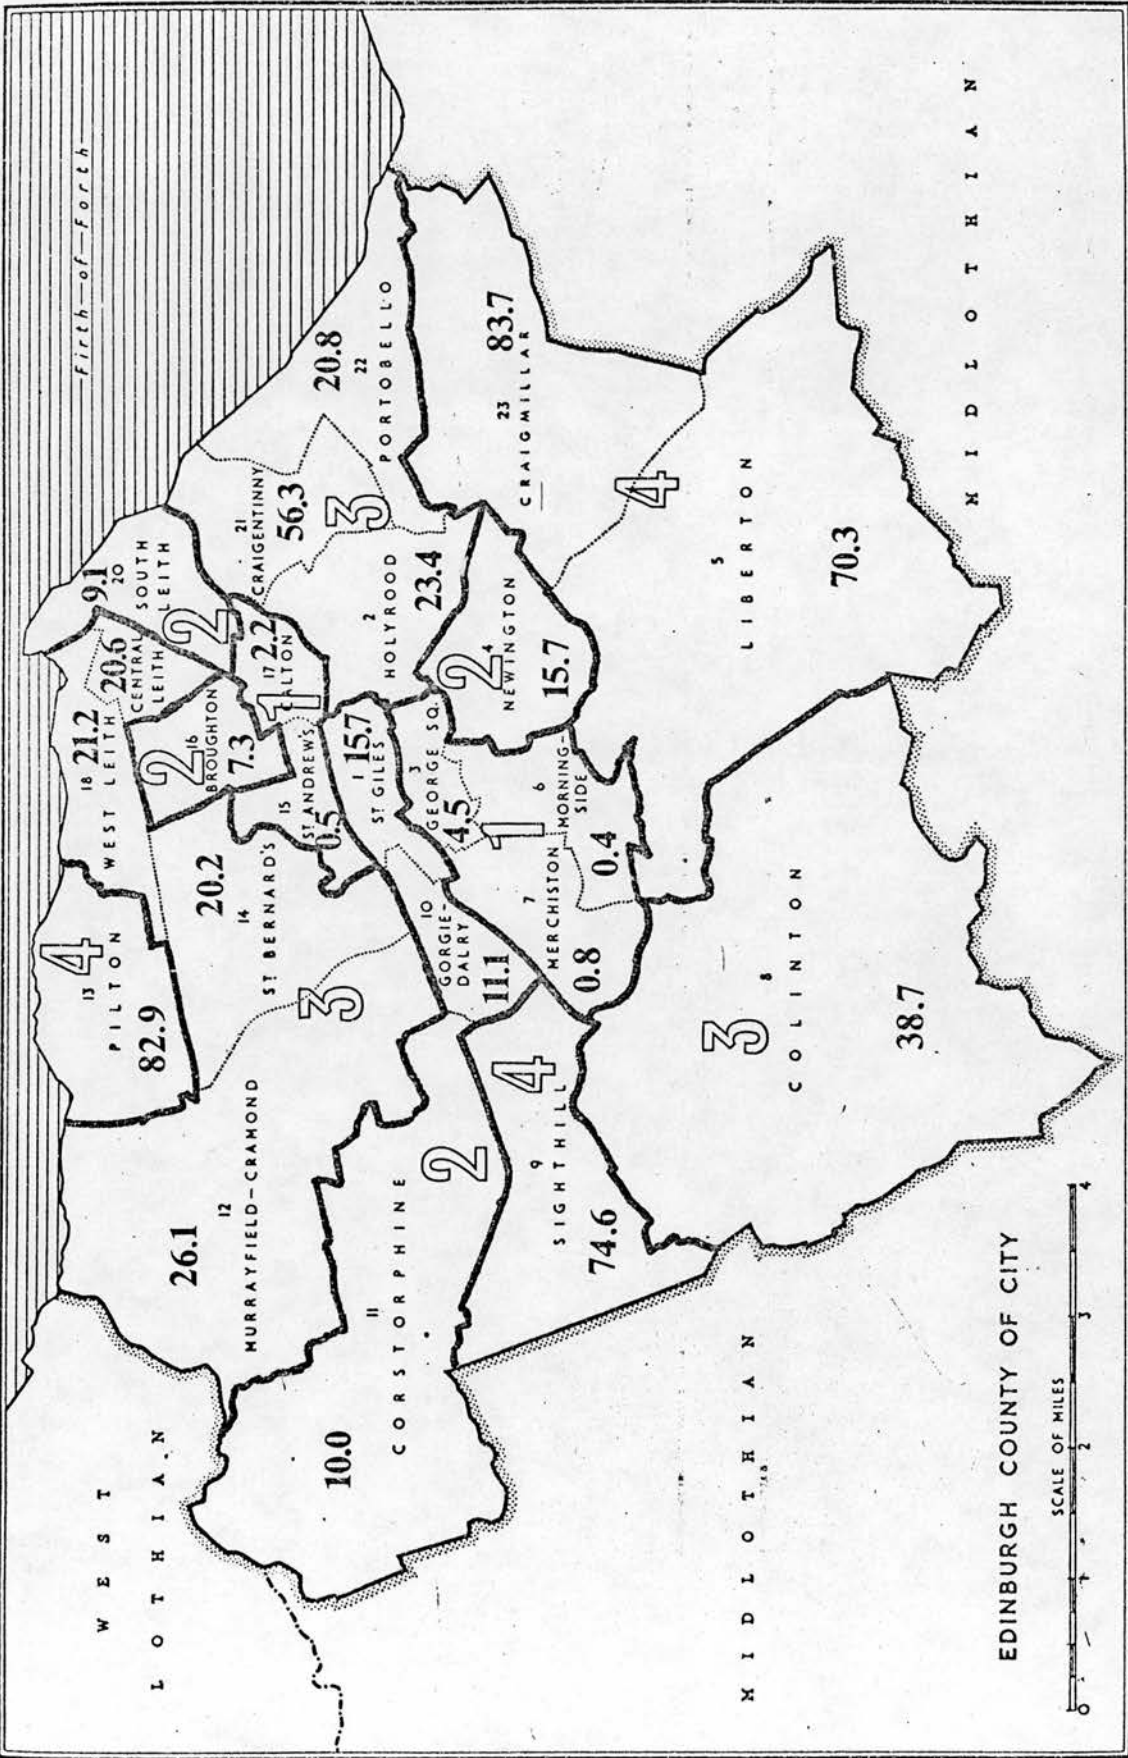 Firth-of-Forth
WEST
LOTHIAN
26.1
12
MURRAYFIELD-CRAMOND
13
PILTON
82.9
4
18
21.2
WEST LEITH
20.6
CENTRAL
LEITH
9.1
20
SOUTH
LEITH
2
2
16
BROUGHTON
7.3
20.2
14
ST BERNARD'S
3
15
ST ANDREWS
0.5
17
2.2
CALTON
1
21
CRAIGENTINNY
56.3
3
20.8
22
PORTOBELLO
10.0
11
CORSTORPHINE
2
10
GORGIE-
DALRY
11.1
1
15.7
ST GILES
3
GEORGE SQ.
4.5
1
2
HOLYROOD
23.4
2
4
NEWINGTON
15.7
83.7
23
CRAIGMILLAR
4
9
SIGHTHILL
74.6
4
7
MERCHISTON
0.8
6
MORNING-
SIDE
0.4
5
LIBERTON
70.3
3
8
COLINTON
38.7
MIDLOTHIAN
MIDLOTHIAN
EDINBURGH COUNTY OF CITY
SCALE OF MILES
0 1 2 3 4